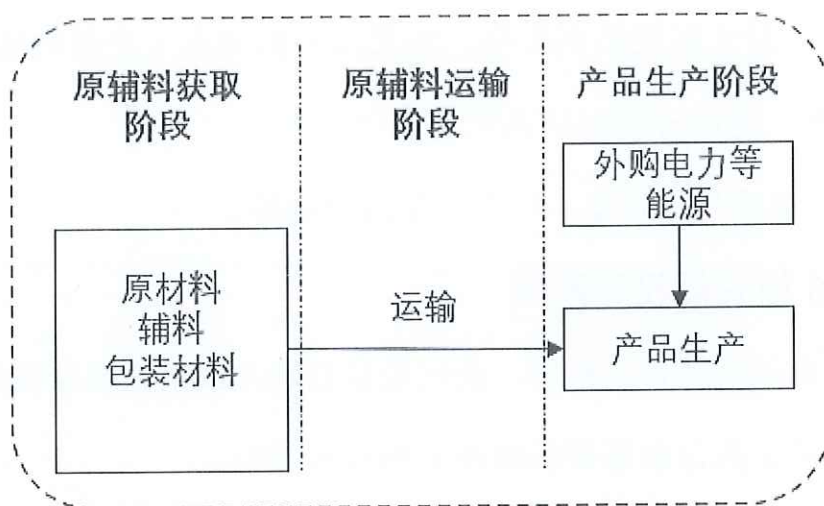 原辅料获取
阶段
原辅料运输
阶段
产品生产阶段
外购电力等
能源
原材料
辅料
包装材料
运输
产品生产